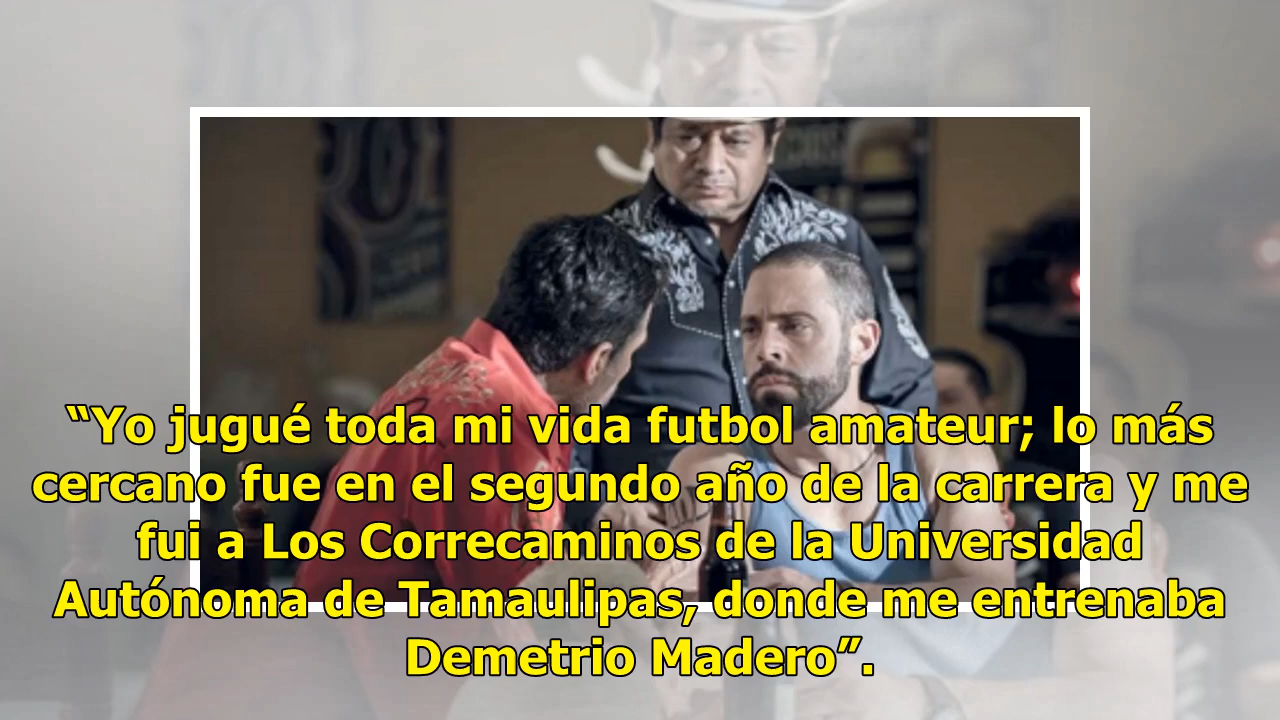 “Yo jugué toda mi vida futbol amateur; lo más
cercano fue en el segundo año de la carrera y me
fui a Los Correcaminos de la Universidad
Autónoma de Tamaulipas, donde me entrenaba
Demetrio Madero”.